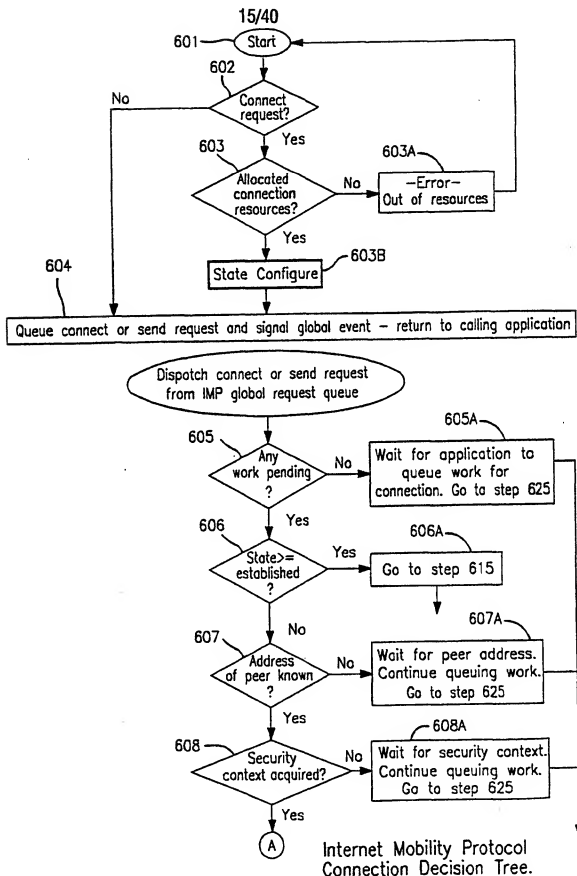 15/40
601
Start
602
No
Connect
request?
Yes
603
603A
Allocated
connection
resources?
No
-Error-
Out of resources
Yes
603B
State Configure
604
Queue connect or send request and signal global event – return to calling application
Dispatch connect or send request
from IMP global request queue
605
605A
Any
work pending
?
No
Wait for application to
queue work for
connection. Go to step 625
Yes
606
606A
State>=
established
?
Yes
Go to step 615
No
607
607A
Address
of peer known
?
No
Wait for peer address.
Continue queuing work.
Go to step 625
Yes
608
608A
Security
context acquired?
No
Wait for security context.
Continue queuing work.
Go to step 625
Yes
A
Internet Mobility Protocol
Connection Decision Tree.